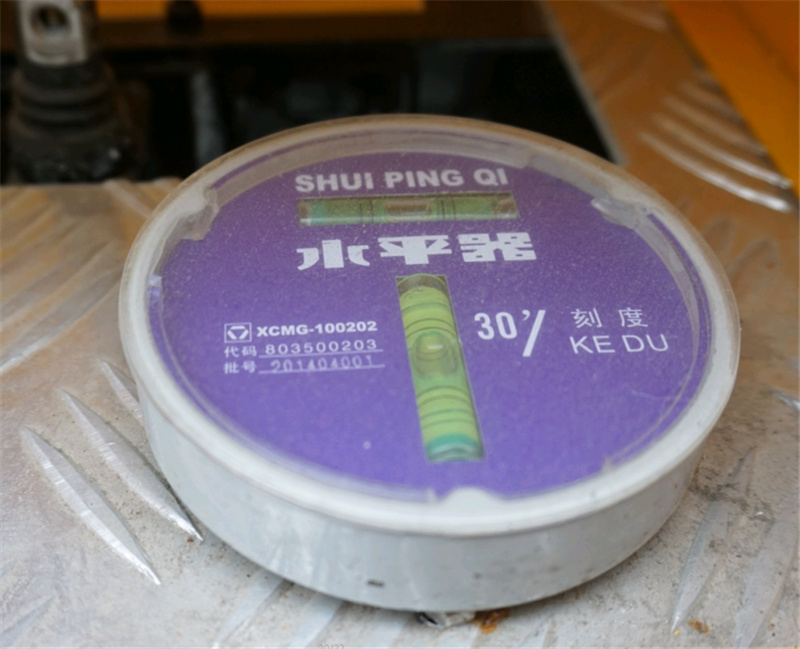 SHUI PING QI
水平器
XCMG-100202
代码 803500203
批号 201404001
30'/
刻度
KE DU